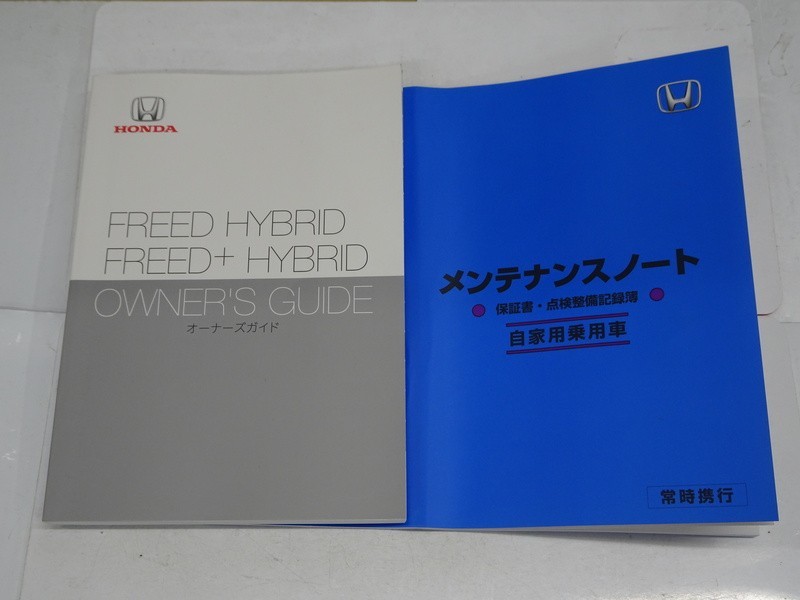 HONDA
FREED HYBRID
FREED+ HYBRID
OWNER'S GUIDE
オーナーズガイド
メンテナンスノート
保証書・点検整備記録簿
自家用乗用車
常時携行